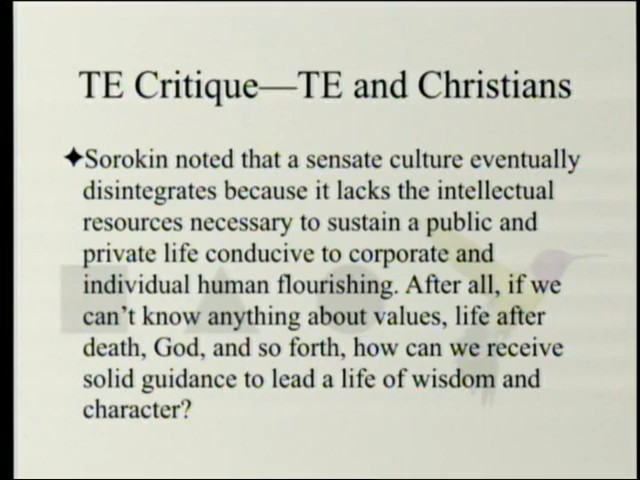 TE Critique—TE and Christians
✦Sorokin noted that a sensate culture eventually
disintegrates because it lacks the intellectual
resources necessary to sustain a public and
private life conducive to corporate and
individual human flourishing. After all, if we
can't know anything about values, life after
death, God, and so forth, how can we receive
solid guidance to lead a life of wisdom and
character?